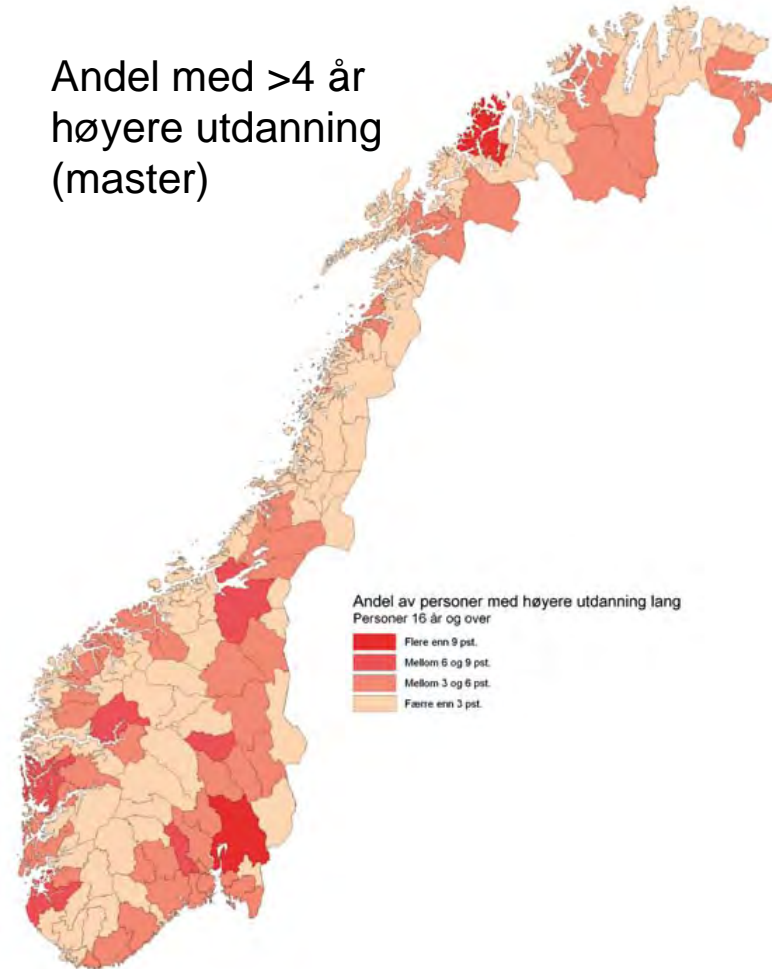 Andel med >4 år
høyere utdanning
(master)
Andel av personer med høyere utdanning lang
Personer 16 år og over
Flere enn 9 pst.
Mellom 6 og 9 pst.
Mellom 3 og 6 pst.
Færre enn 3 pst.